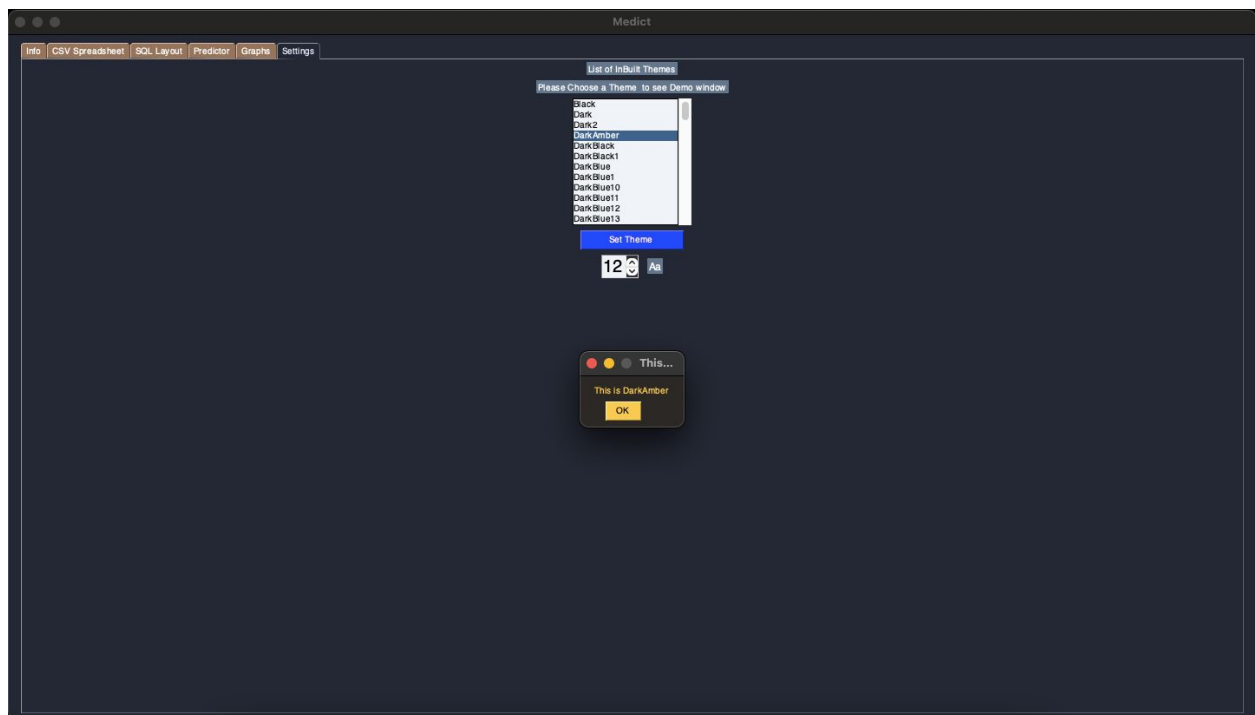 Medict
Info CSV Spreadsheet SQL Layout Predictor Graphs Settings
List of InBuilt Themes
Please Choose a Theme to see Demo window
Black
Dark
Dark2
DarkAmber
DarkBlack
DarkBlack1
DarkBlue
DarkBlue1
DarkBlue10
DarkBlue11
DarkBlue12
DarkBlue13
Set Theme
12 Aa
This...
This is DarkAmber
OK